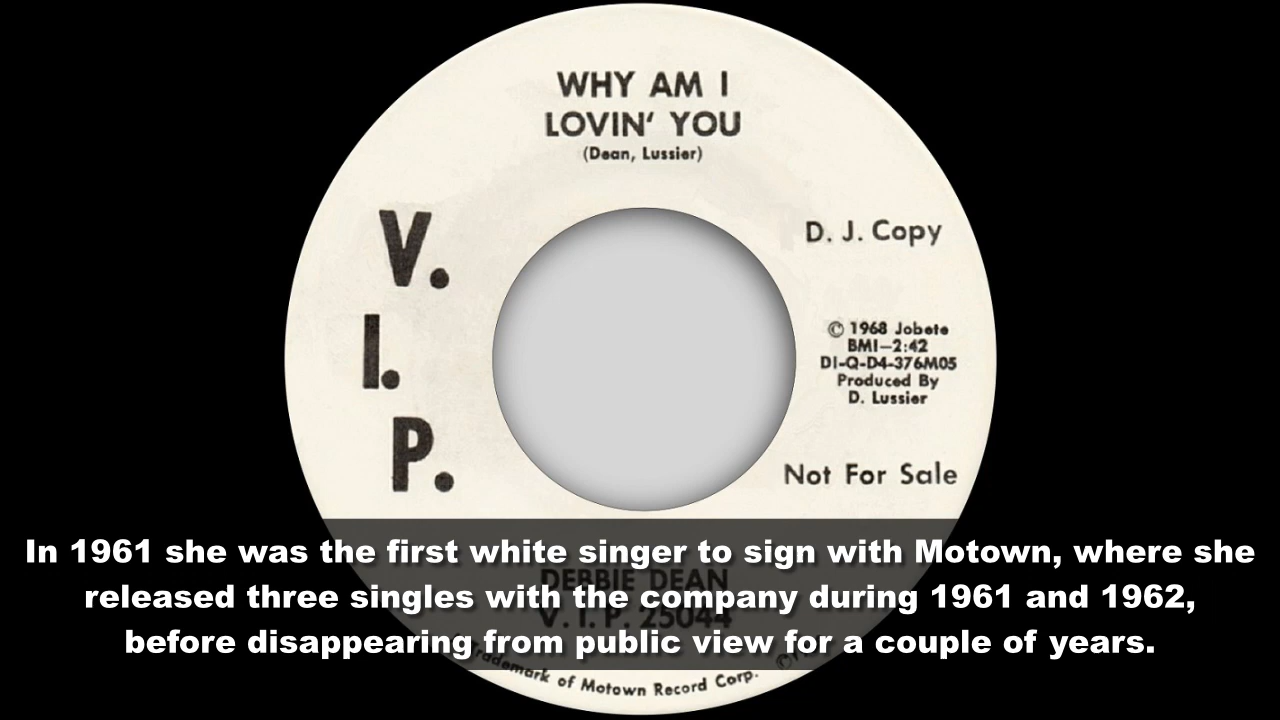 WHY AM I
LOVIN' YOU
(Dean, Lussier)
V.
I.
P.
D. J. Copy
© 1968 Jobete
BMI—2:42
DI-Q-D4-376M05
Produced By
D. Lussier
Not For Sale
In 1961 she was the first white singer to sign with Motown, where she
DEBBIE DEAN
released three singles with the company during 1961 and 1962,
V. I. P. 25044
before disappearing from public view for a couple of years.
Trademark of Motown Record Corp.